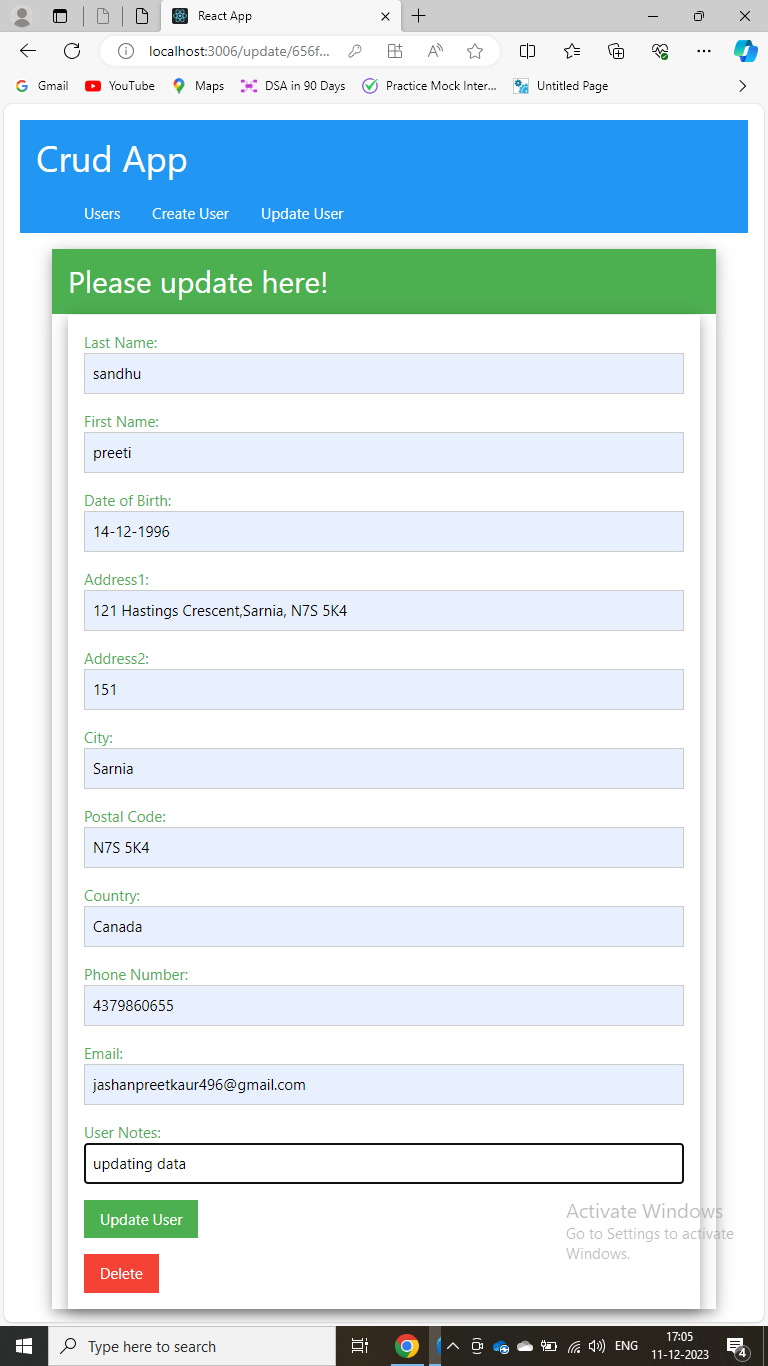 React App
localhost:3006/update/656f...
Gmail YouTube Maps DSA in 90 Days Practice Mock Inter... Untitled Page
Crud App
Users Create User Update User
Please update here!
Last Name:
sandhu
First Name:
preeti
Date of Birth:
14-12-1996
Address1:
121 Hastings Crescent,Sarnia, N7S 5K4
Address2:
151
City:
Sarnia
Postal Code:
N7S 5K4
Country:
Canada
Phone Number:
4379860655
Email:
jashanpreetkaur496@gmail.com
User Notes:
updating data
Update User
Activate Windows
Go to Settings to activate
Windows.
Delete
Type here to search
ENG
17:05
11-12-2023
4